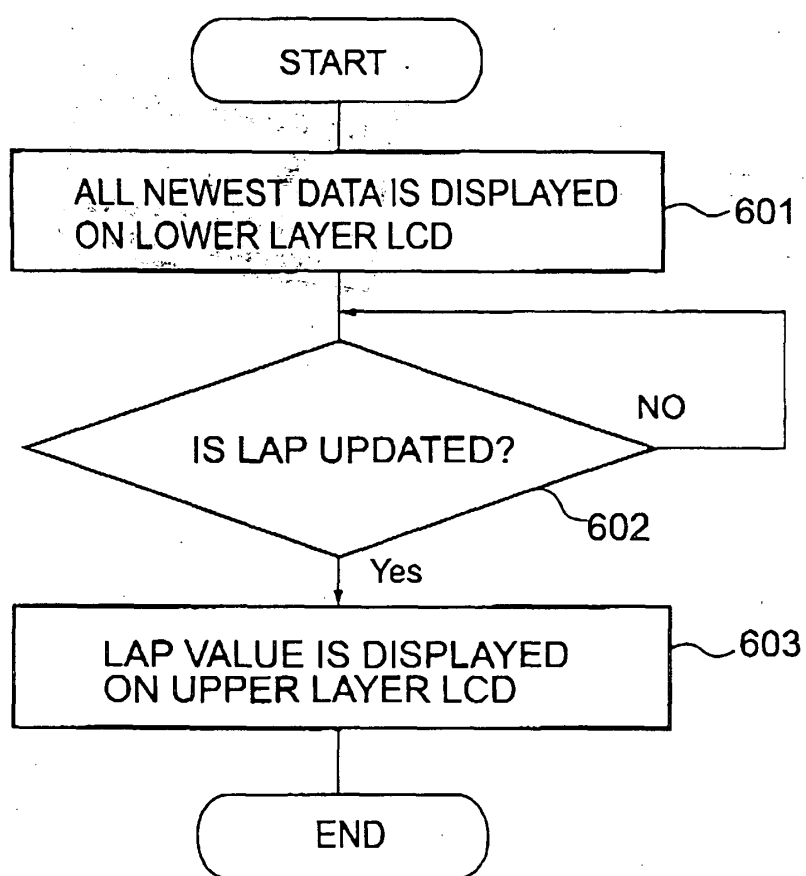 START
ALL NEWEST DATA IS DISPLAYED
ON LOWER LAYER LCD
601
NO
IS LAP UPDATED?
602
Yes
LAP VALUE IS DISPLAYED
ON UPPER LAYER LCD
603
END